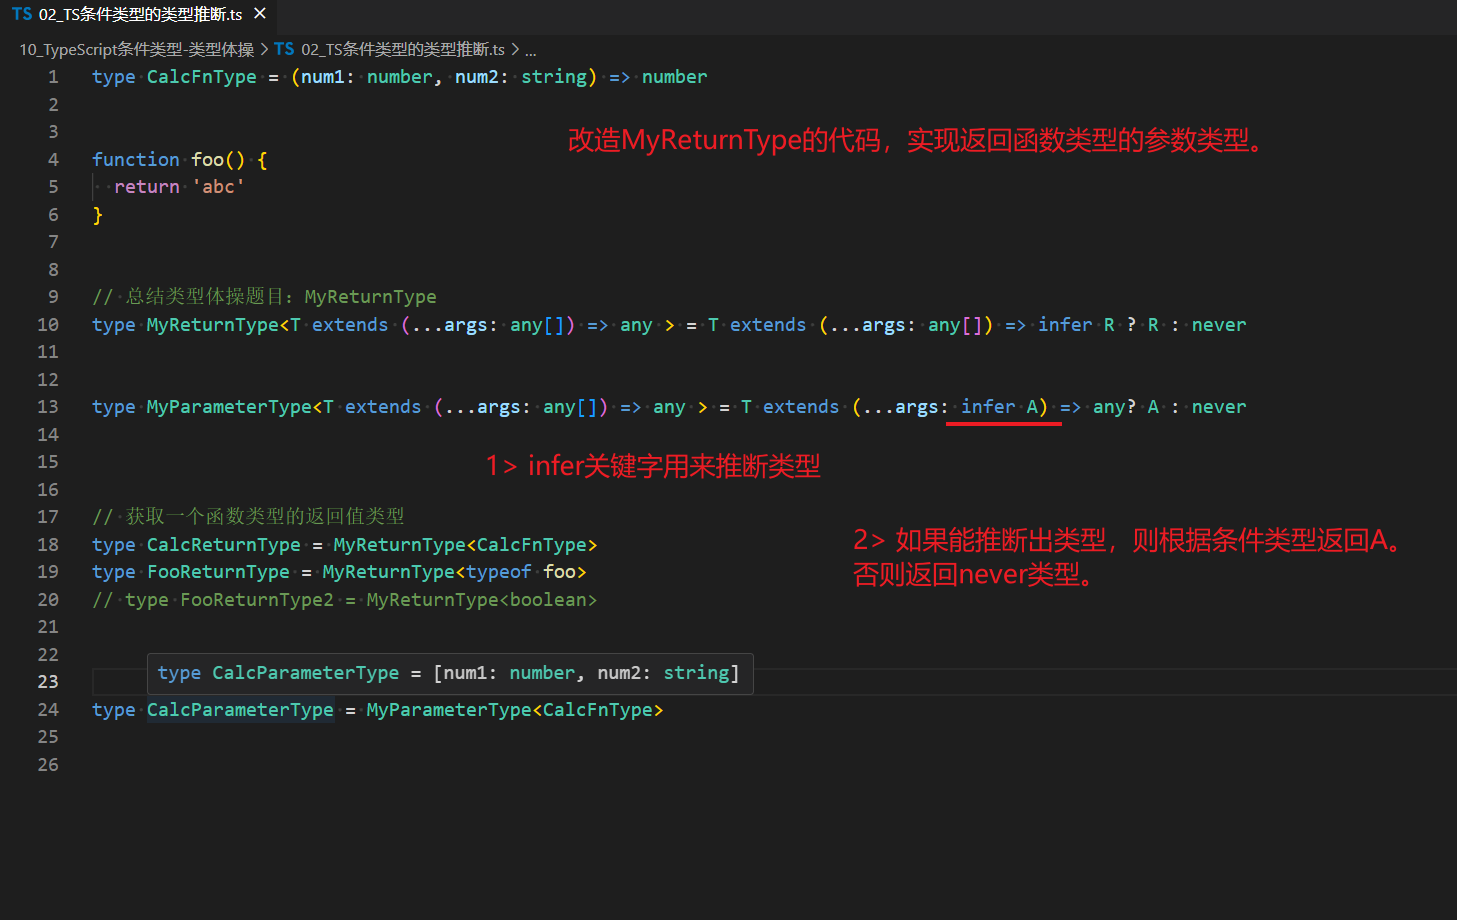 TS 02_TS条件类型的类型推断.ts ×
10_TypeScript条件类型-类型体操 > TS 02_TS条件类型的类型推断.ts > ...
1 type CalcFnType = (num1: number, num2: string) => number
2
3
改造MyReturnType的代码，实现返回函数类型的参数类型。
4 function foo() {
5 return 'abc'
6 }
7
8
9 // 总结类型体操题目: MyReturnType
10 type MyReturnType<T extends (...args: any[]) => any > = T extends (...args: any[]) => infer R ? R : never
11
12
13 type MyParameterType<T extends (...args: any[]) => any > = T extends (...args: infer A) => any? A : never
14
15
1> infer关键字用来推断类型
16
17 // 获取一个函数类型的返回值类型
18 type CalcReturnType = MyReturnType<CalcFnType>
2> 如果能推断出类型，则根据条件类型返回A。
19 type FooReturnType = MyReturnType<typeof foo>
否则返回never类型。
20 // type FooReturnType2 = MyReturnType<boolean>
21
22
type CalcParameterType = [num1: number, num2: string]
23
24 type CalcParameterType = MyParameterType<CalcFnType>
25
26